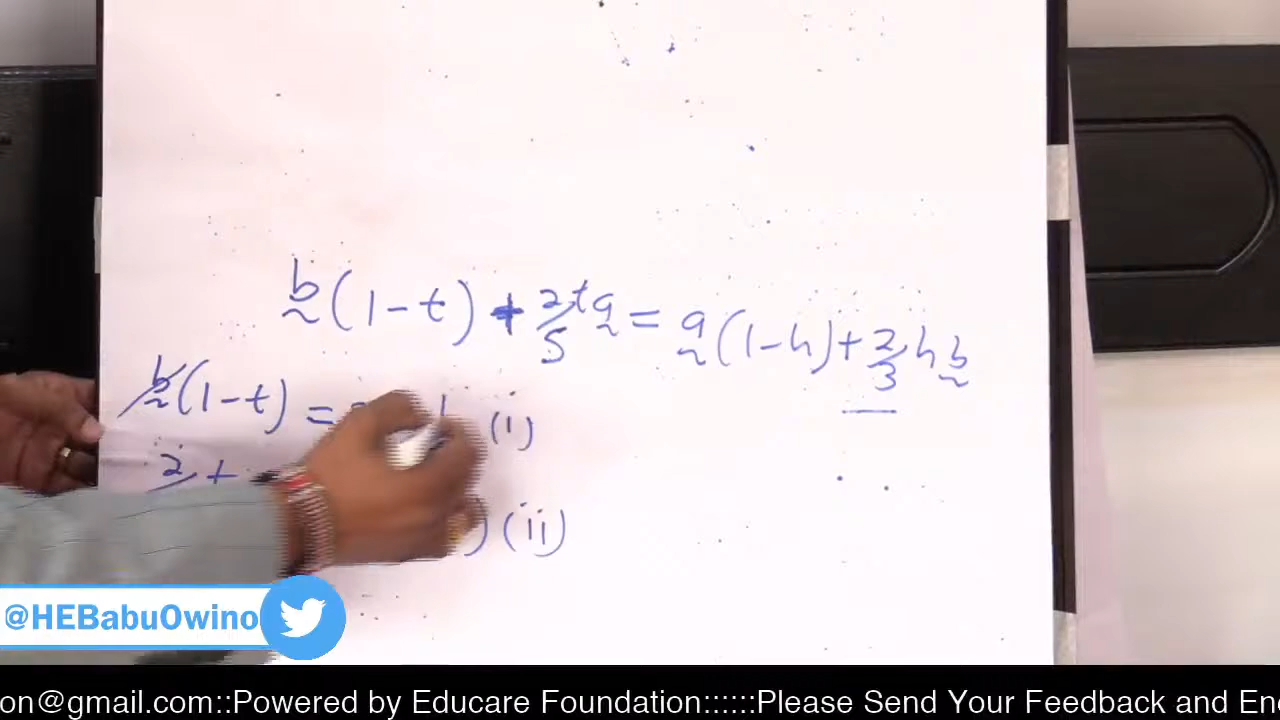 b(1-t) + 2/5 ta = a(1-h) + 2/3 h b
b(1-t) = (i)
2 t
) (ii)
@HEBabuOwino
on@gmail.com::Powered by Educare Foundation::::::Please Send Your Feedback and En